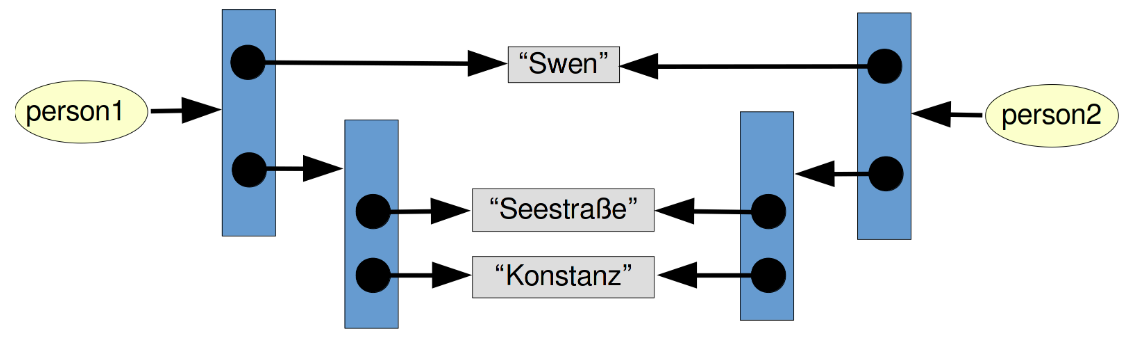 “Swen”
person1
person2
“Seestraße”
“Konstanz”